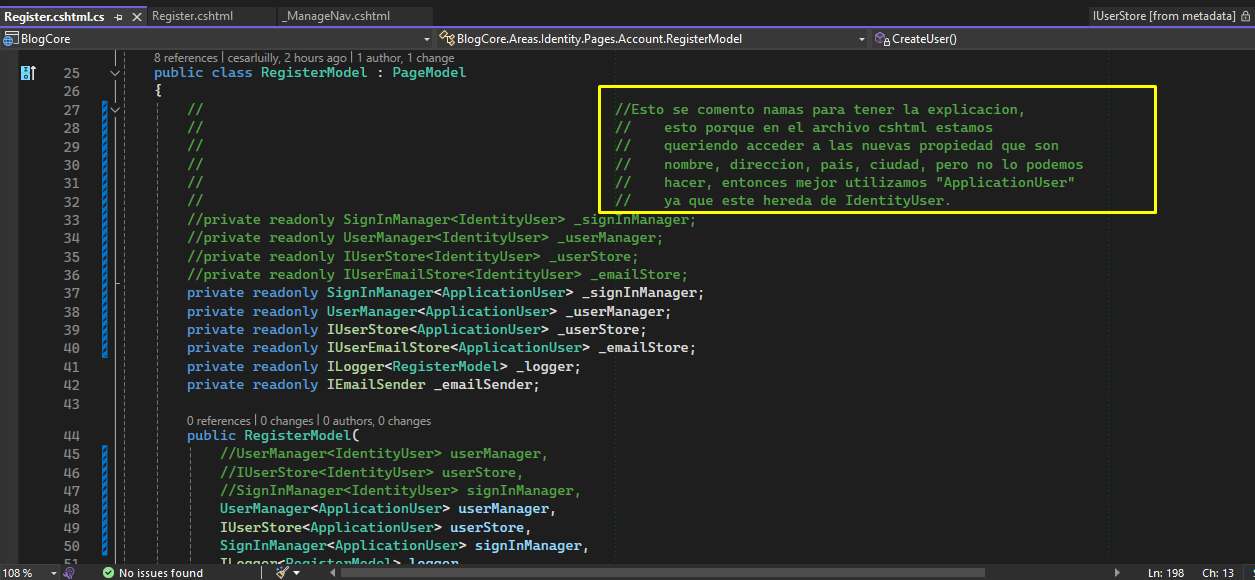 Register.cshtml.cs Register.cshtml _ManageNav.cshtml IUserStore [from metadata]
BlogCore BlogCore.Areas.Identity.Pages.Account.RegisterModel CreateUser()
8 references | cesarluilly, 2 hours ago | 1 author, 1 change
25 public class RegisterModel : PageModel
26 {
27 // //Esto se comento namas para tener la explicacion,
28 // // esto porque en el archivo cshtml estamos
29 // // queriendo acceder a las nuevas propiedad que son
30 // // nombre, direccion, pais, ciudad, pero no lo podemos
31 // // hacer, entonces mejor utilizamos "ApplicationUser"
32 // // ya que este hereda de IdentityUser.
33 //private readonly SignInManager<IdentityUser> _signInManager;
34 //private readonly UserManager<IdentityUser> _userManager;
35 //private readonly IUserStore<IdentityUser> _userStore;
36 //private readonly IUserEmailStore<IdentityUser> _emailStore;
37 private readonly SignInManager<ApplicationUser> _signInManager;
38 private readonly UserManager<ApplicationUser> _userManager;
39 private readonly IUserStore<ApplicationUser> _userStore;
40 private readonly IUserEmailStore<ApplicationUser> _emailStore;
41 private readonly ILogger<RegisterModel> _logger;
42 private readonly IEmailSender _emailSender;
43
0 references | 0 changes | 0 authors, 0 changes
44 public RegisterModel(
45 //UserManager<IdentityUser> userManager,
46 //IUserStore<IdentityUser> userStore,
47 //SignInManager<IdentityUser> signInManager,
48 UserManager<ApplicationUser> userManager,
49 IUserStore<ApplicationUser> userStore,
50 SignInManager<ApplicationUser> signInManager,
51 ILogger<RegisterModel> logger
108 % No issues found Ln: 198 Ch: 13